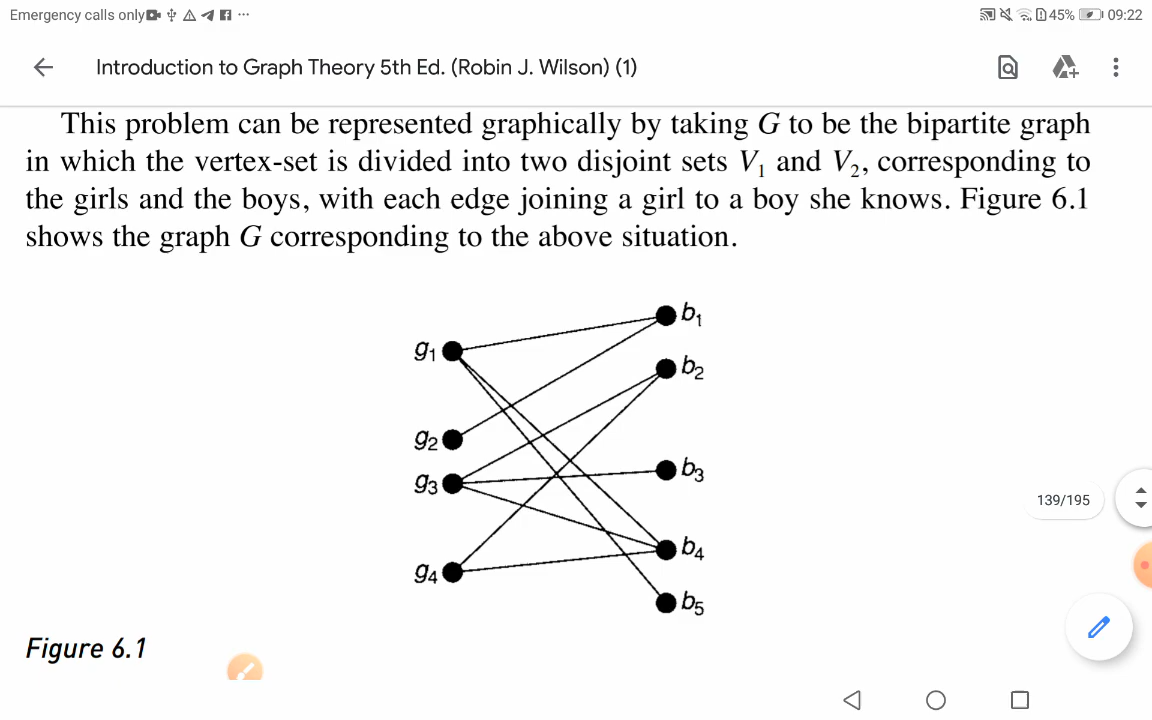 Emergency calls only
45% 09:22
Introduction to Graph Theory 5th Ed. (Robin J. Wilson) (1)
This problem can be represented graphically by taking G to be the bipartite graph
in which the vertex-set is divided into two disjoint sets V₁ and V₂, corresponding to
the girls and the boys, with each edge joining a girl to a boy she knows. Figure 6.1
shows the graph G corresponding to the above situation.
b₁
g₁
b₂
g₂
b₃
g₃
139/195
b₄
g₄
b₅
Figure 6.1